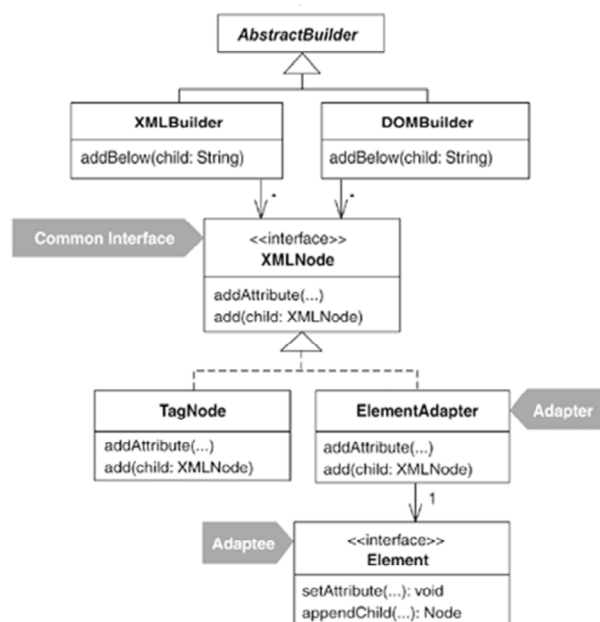 AbstractBuilder
XMLBuilder
addBelow(child: String)
DOMBuilder
addBelow(child: String)
*
*
Common Interface
<<interface>>
XMLNode
addAttribute(...)
add(child: XMLNode)
TagNode
addAttribute(...)
add(child: XMLNode)
ElementAdapter
addAttribute(...)
add(child: XMLNode)
Adapter
1
Adaptee
<<interface>>
Element
setAttribute(...): void
appendChild(...): Node